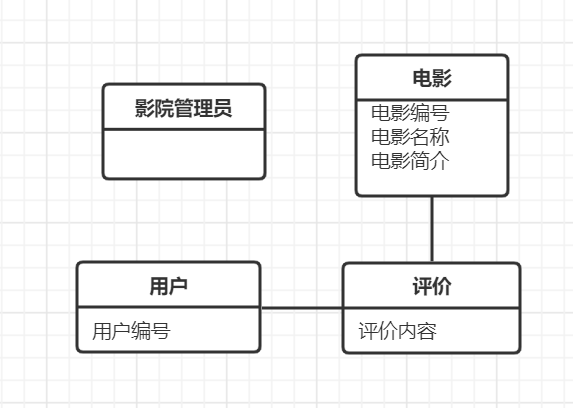 影院管理员
电影
电影编号
电影名称
电影简介
用户
用户编号
评价
评价内容